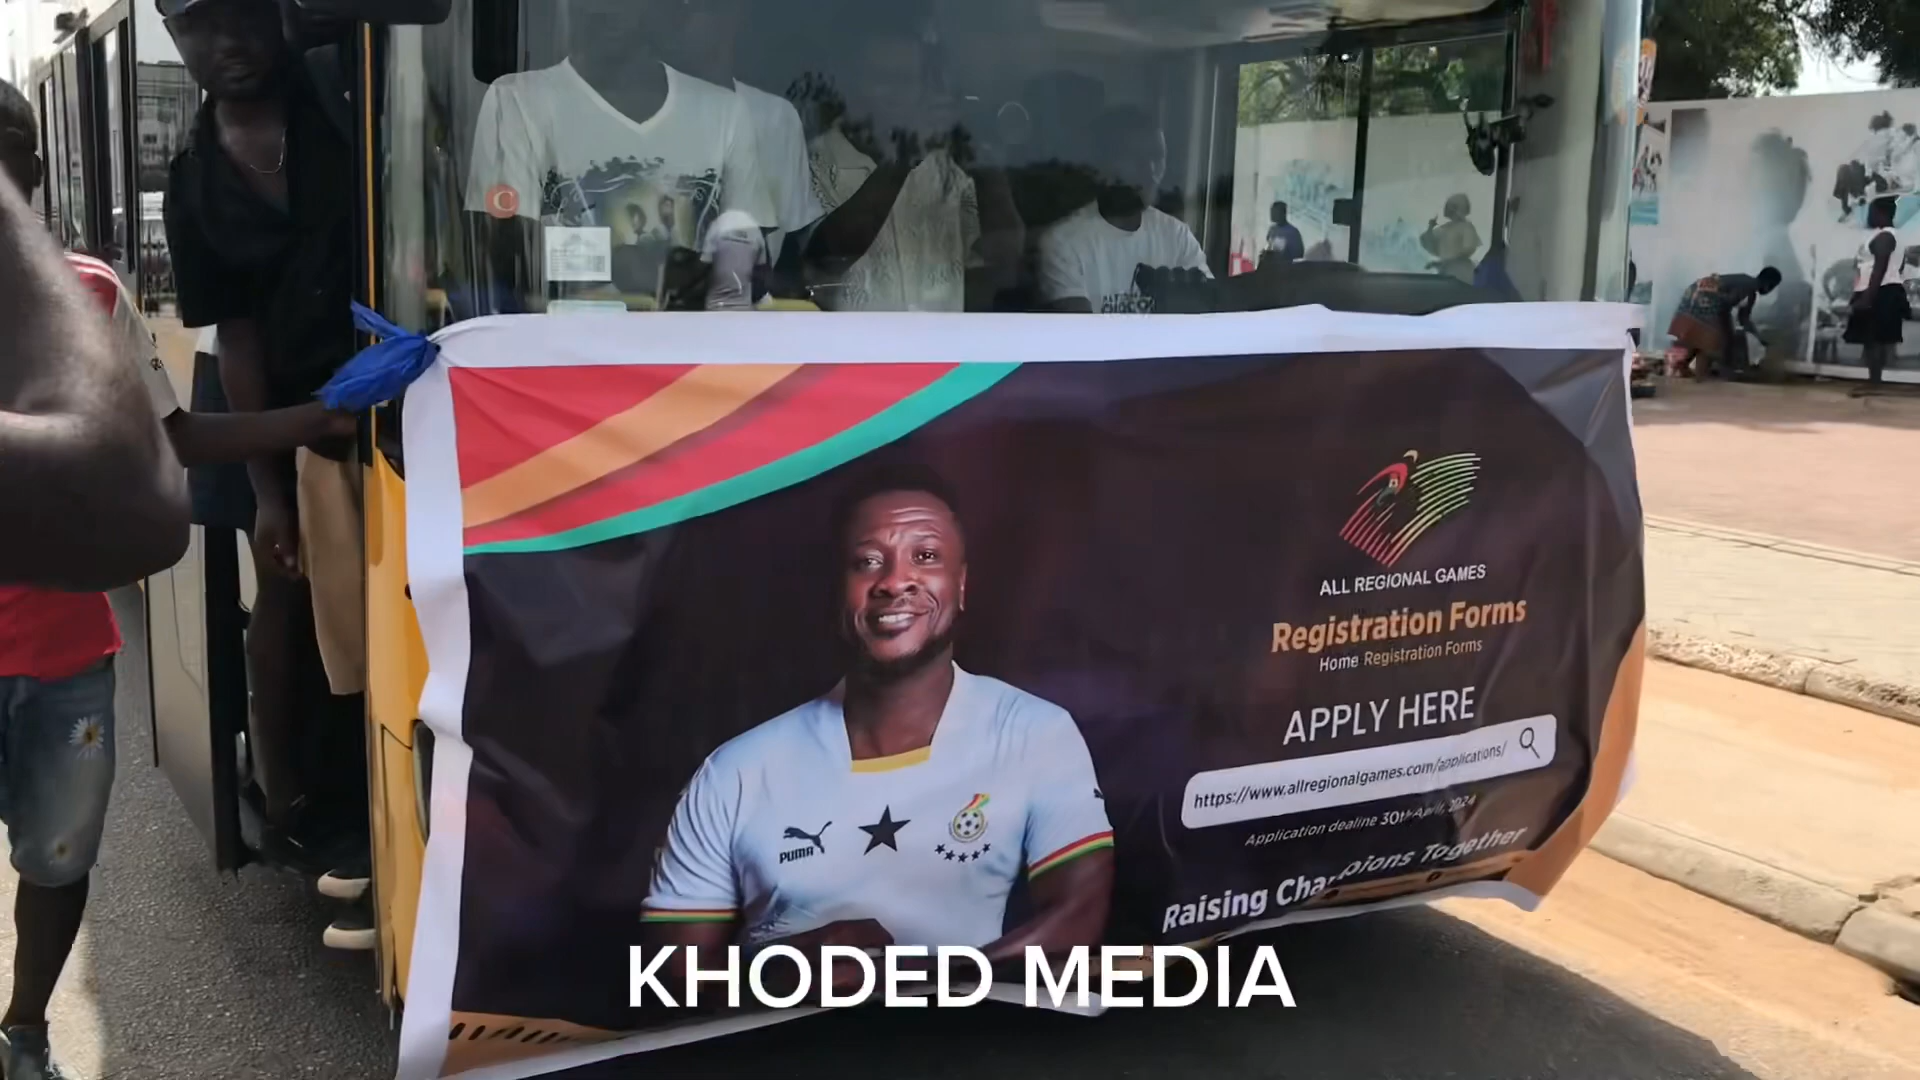 C
ALL REGIONAL GAMES
Registration Forms
Home Registration Forms
APPLY HERE
https://www.allregionalgames.com/applications/
Application dealine 30th April, 2024
Raising Champions Together
PUMA
KHODED MEDIA